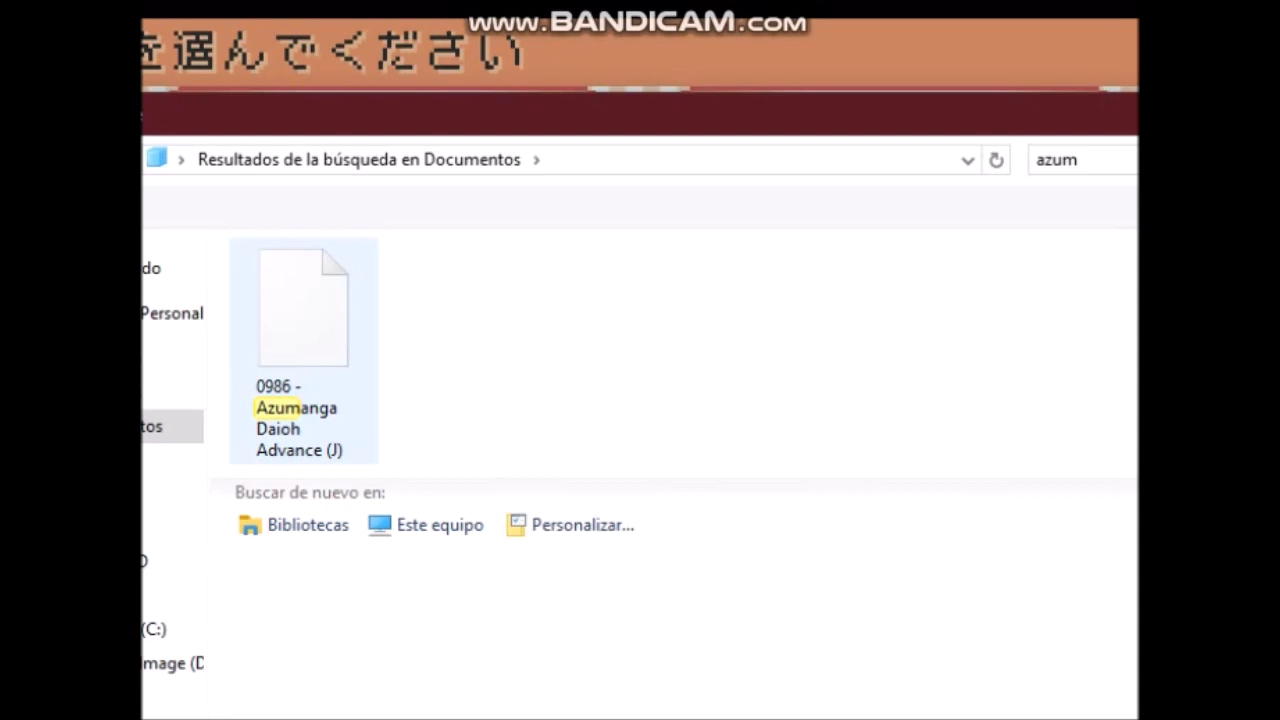 www.BANDICAM.com
を選んでください
Resultados de la búsqueda en Documentos
azum
do
Personal
0986 -
Azumanga
Daioh
Advance (J)
tos
Buscar de nuevo en:
Bibliotecas
Este equipo
Personalizar...
(C:)
mage (D